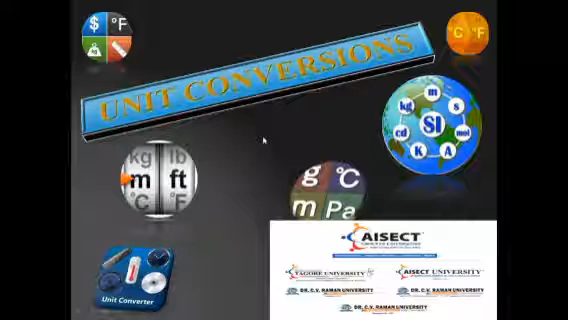 $ °F
kg
°C °F
UNIT CONVERSIONS
m
kg s
SI
cd mol
K A
kg lb
m ft
°C °F
g °C
m Pa
Unit Converter
AISECT
TAGORE UNIVERSITY
AISECT UNIVERSITY
DR. C.V. RAMAN UNIVERSITY
DR. C.V. RAMAN UNIVERSITY
DR. C.V. RAMAN UNIVERSITY